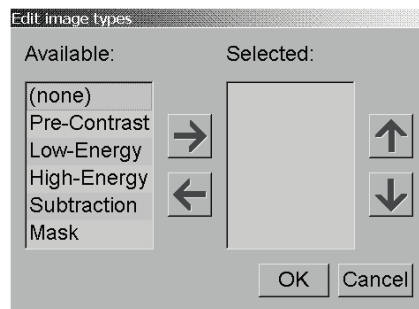 Edit image types
Available: Selected:
(none)
Pre-Contrast
Low-Energy
High-Energy
Subtraction
Mask
OK Cancel